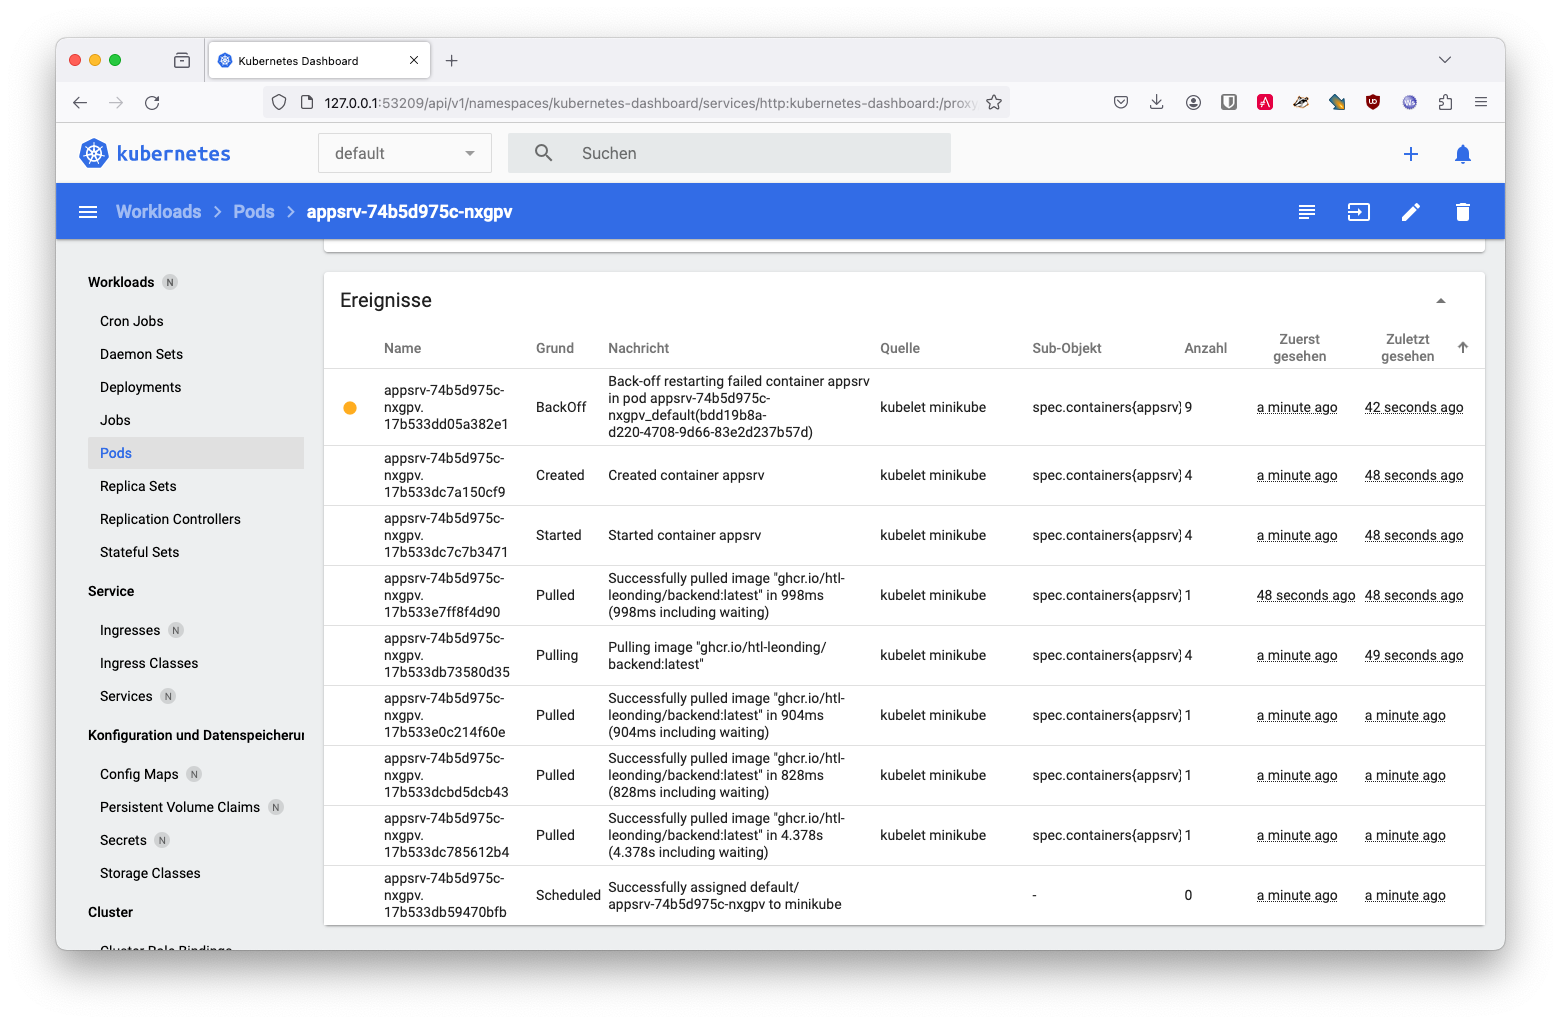 Kubernetes Dashboard
127.0.0.1:53209/api/v1/namespaces/kubernetes-dashboard/services/http:kubernetes-dashboard:/proxy
kubernetes
default
Suchen
Workloads > Pods > appsrv-74b5d975c-nxgpv
Workloads N
Cron Jobs
Daemon Sets
Deployments
Jobs
Pods
Replica Sets
Replication Controllers
Stateful Sets
Service
Ingresses N
Ingress Classes
Services N
Konfiguration und Datenspeicherun
Config Maps N
Persistent Volume Claims N
Secrets N
Storage Classes
Cluster
Cluster Role Bindings
Ereignisse
Name Grund Nachricht Quelle Sub-Objekt Anzahl Zuerst gesehen Zuletzt gesehen
appsrv-74b5d975c-
nxgpv.
17b533dd05a382e1
BackOff
Back-off restarting failed container appsrv
in pod appsrv-74b5d975c-
nxgpv_default(bdd19b8a-
d220-4708-9d66-83e2d237b57d)
kubelet minikube
spec.containers{appsrv}
9
a minute ago
42 seconds ago
appsrv-74b5d975c-
nxgpv.
17b533dc7a150cf9
Created
Created container appsrv
kubelet minikube
spec.containers{appsrv}
4
a minute ago
48 seconds ago
appsrv-74b5d975c-
nxgpv.
17b533dc7c7b3471
Started
Started container appsrv
kubelet minikube
spec.containers{appsrv}
4
a minute ago
48 seconds ago
appsrv-74b5d975c-
nxgpv.
17b533e7ff8f4d90
Pulled
Successfully pulled image "ghcr.io/htl-
leonding/backend:latest" in 998ms
(998ms including waiting)
kubelet minikube
spec.containers{appsrv}
1
48 seconds ago
48 seconds ago
appsrv-74b5d975c-
nxgpv.
17b533db73580d35
Pulling
Pulling image "ghcr.io/htl-leonding/
backend:latest"
kubelet minikube
spec.containers{appsrv}
4
a minute ago
49 seconds ago
appsrv-74b5d975c-
nxgpv.
17b533e0c214f60e
Pulled
Successfully pulled image "ghcr.io/htl-
leonding/backend:latest" in 904ms
(904ms including waiting)
kubelet minikube
spec.containers{appsrv}
1
a minute ago
a minute ago
appsrv-74b5d975c-
nxgpv.
17b533dcbd5dcb43
Pulled
Successfully pulled image "ghcr.io/htl-
leonding/backend:latest" in 828ms
(828ms including waiting)
kubelet minikube
spec.containers{appsrv}
1
a minute ago
a minute ago
appsrv-74b5d975c-
nxgpv.
17b533dc785612b4
Pulled
Successfully pulled image "ghcr.io/htl-
leonding/backend:latest" in 4.378s
(4.378s including waiting)
kubelet minikube
spec.containers{appsrv}
1
a minute ago
a minute ago
appsrv-74b5d975c-
nxgpv.
17b533db59470bfb
Scheduled
Successfully assigned default/
appsrv-74b5d975c-nxgpv to minikube
-
0
a minute ago
a minute ago